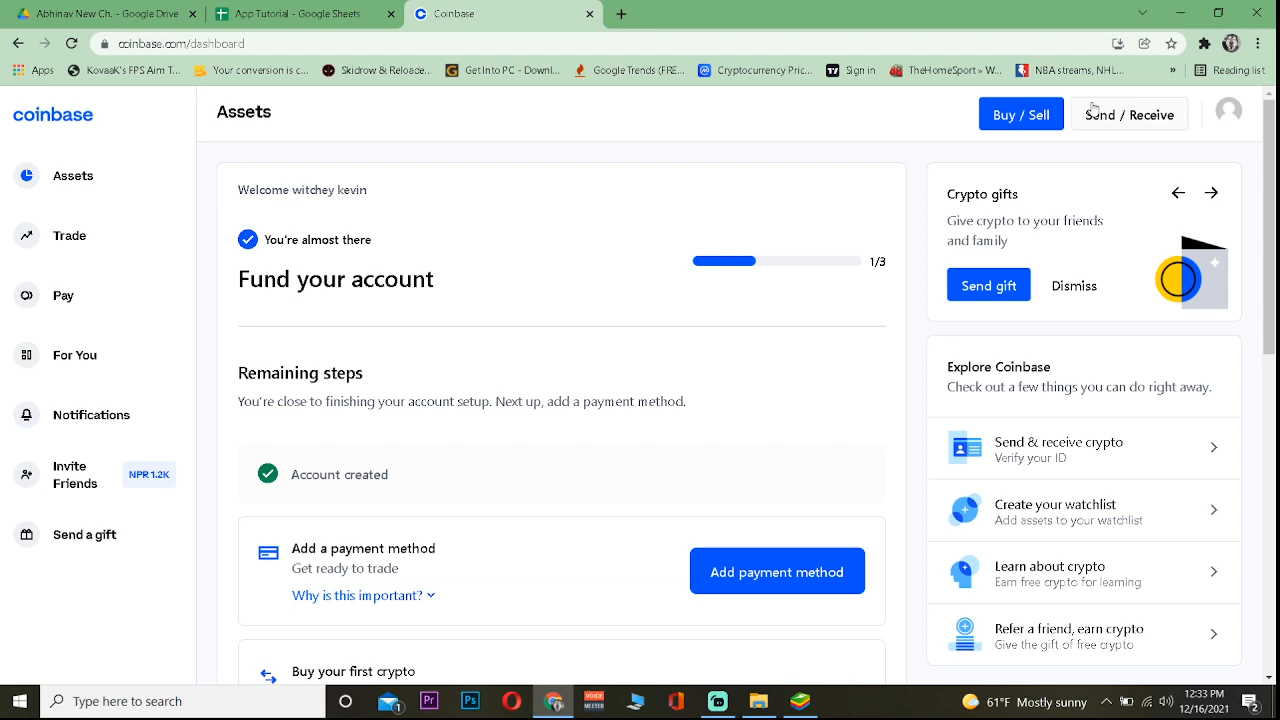 Abhinav New Ch. - Google Drive
App Tutorial - Google Sheets
Coinbase
coinbase.com/dashboard
Apps
KovaaK's FPS Aim T...
Your conversion is c...
Skidrow & Reloade...
Get Into PC - Downl...
Google Trends (FRE...
Cryptocurrency Pric...
Sign in
TheHomeSport » W...
NBA streams, NHL...
»
Reading list
coinbase
Assets
Buy / Sell
Send / Receive
Assets
Trade
Pay
For You
Notifications
Invite
Friends
NPR 1.2K
Send a gift
Welcome witchey kevin
You're almost there
Fund your account
1/3
Remaining steps
You're close to finishing your account setup. Next up, add a payment method.
Account created
Add a payment method
Get ready to trade
Why is this important?
Add payment method
Buy your first crypto
Crypto gifts
Give crypto to your friends
and family
Send gift
Dismiss
Explore Coinbase
Check out a few things you can do right away.
Send & receive crypto
Verify your ID
Create your watchlist
Add assets to your watchlist
Learn about crypto
Earn free crypto for learning
Refer a friend, earn crypto
Give the gift of free crypto
Type here to search
1
Pr
Ps
VOICE
MEETER
61°F Mostly sunny
12:33 PM
12/16/2021
2